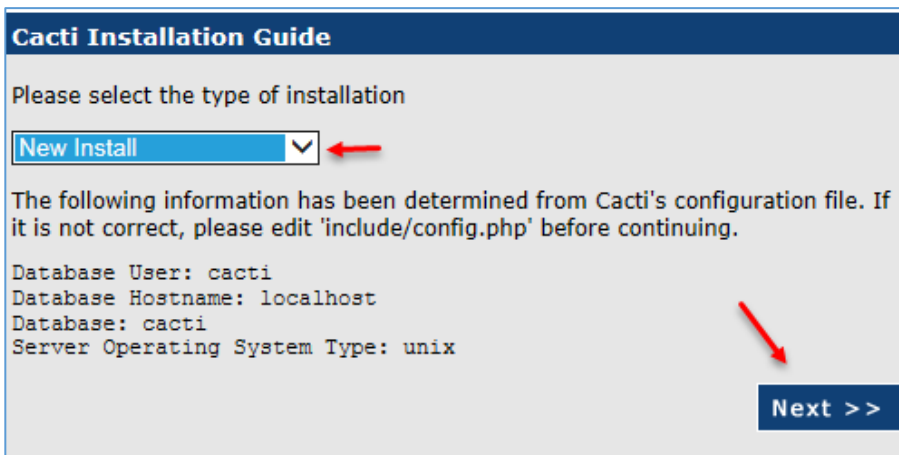 Cacti Installation Guide
Please select the type of installation
New Install
The following information has been determined from Cacti's configuration file. If
it is not correct, please edit 'include/config.php' before continuing.
Database User: cacti
Database Hostname: localhost
Database: cacti
Server Operating System Type: unix
Next >>